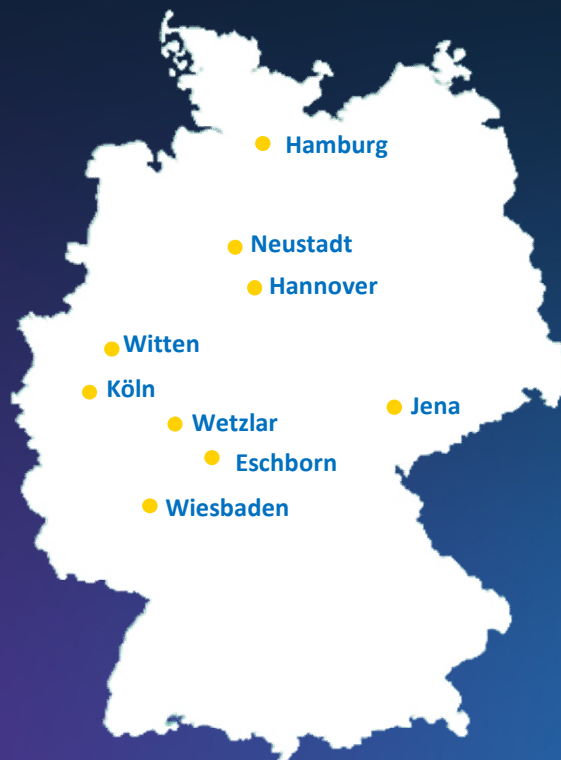 Hamburg
Neustadt
Hannover
Witten
Köln
Jena
Wetzlar
Eschborn
Wiesbaden